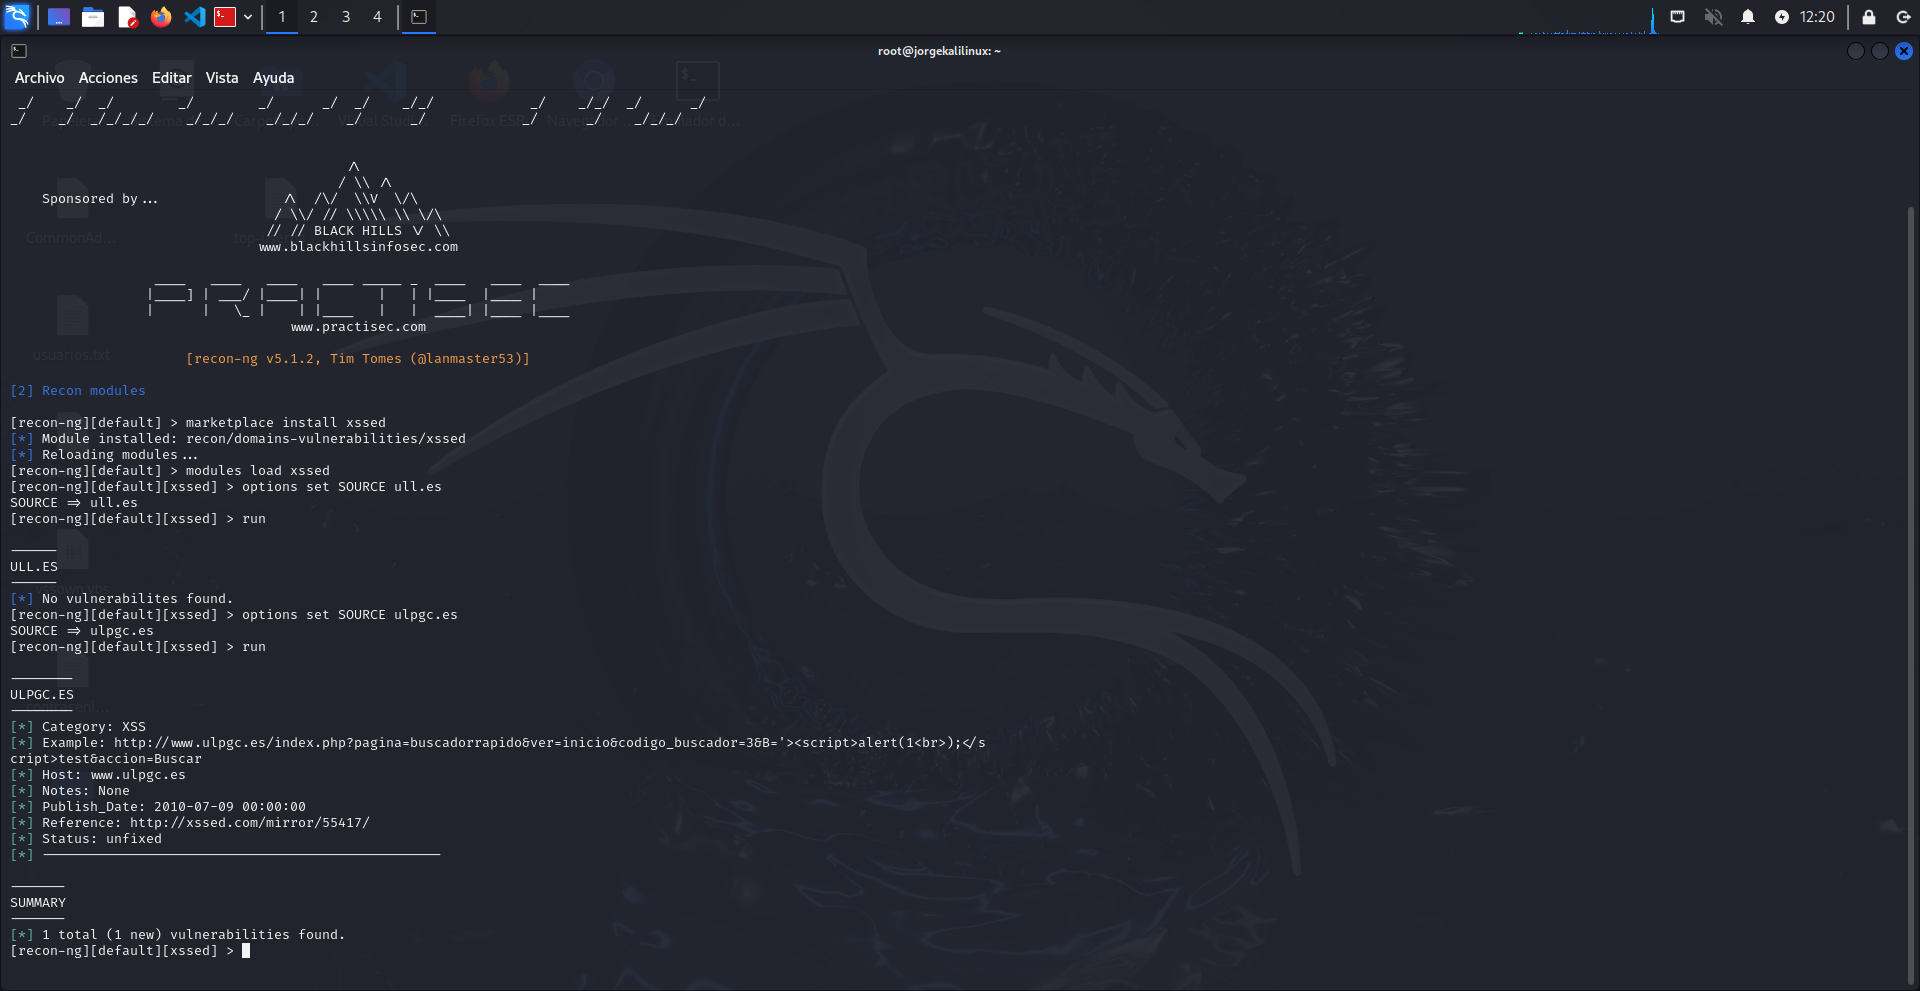 1 2 3 4
12:20
root@jorgekalilinux: ~
Archivo Acciones Editar Vista Ayuda
_/    _/  _/        _/        _/      _/  _/    _/_/            _/    _/_/  _/      _/
_/    _/  _/_/_/_/    _/_/_/    _/_/_/    _/      _/            _/      _/    _/_/_/
/\
/ \\ /\
Sponsored by ... /\ /\/ \\V \/\
/ \\/ // \\\\\ \\ \/\
// // BLACK HILLS \/ \\
www.blackhillsinfosec.com
PRACTISEC
www.practisec.com
[recon-ng v5.1.2, Tim Tomes (@lanmaster53)]
[2] Recon modules
[recon-ng][default] > marketplace install xssed
[*] Module installed: recon/domains-vulnerabilities/xssed
[*] Reloading modules ...
[recon-ng][default] > modules load xssed
[recon-ng][default][xssed] > options set SOURCE ull.es
SOURCE => ull.es
[recon-ng][default][xssed] > run
------
ULL.ES
------
[*] No vulnerabilites found.
[recon-ng][default][xssed] > options set SOURCE ulpgc.es
SOURCE => ulpgc.es
[recon-ng][default][xssed] > run
--------
ULPGC.ES
--------
[*] Category: XSS
[*] Example: http://www.ulpgc.es/index.php?pagina=buscadorrapido&ver=inicio&codigo_buscador=3&B='><script>alert(1<br>);</s
cript>test&accion=Buscar
[*] Host: www.ulpgc.es
[*] Notes: None
[*] Publish_Date: 2010-07-09 00:00:00
[*] Reference: http://xssed.com/mirror/55417/
[*] Status: unfixed
[*] --------------------------------------------------
-------
SUMMARY
-------
[*] 1 total (1 new) vulnerabilities found.
[recon-ng][default][xssed] >